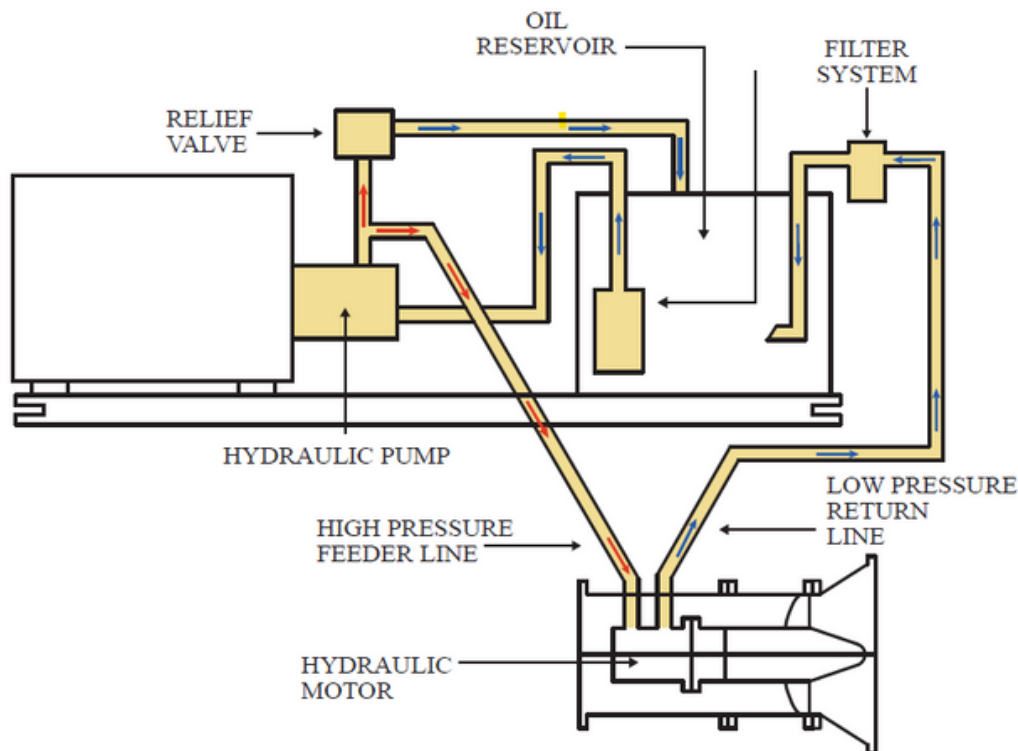 OIL
RESERVOIR
FILTER
SYSTEM
RELIEF
VALVE
HYDRAULIC PUMP
HIGH PRESSURE
FEEDER LINE
LOW PRESSURE
RETURN
LINE
HYDRAULIC
MOTOR